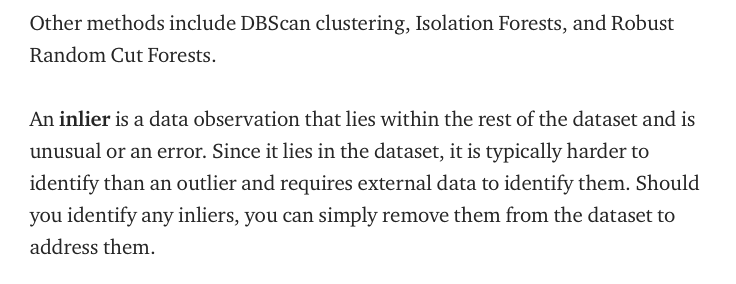 Other methods include DBScan clustering, Isolation Forests, and Robust
Random Cut Forests.
An inlier is a data observation that lies within the rest of the dataset and is
unusual or an error. Since it lies in the dataset, it is typically harder to
identify than an outlier and requires external data to identify them. Should
you identify any inliers, you can simply remove them from the dataset to
address them.